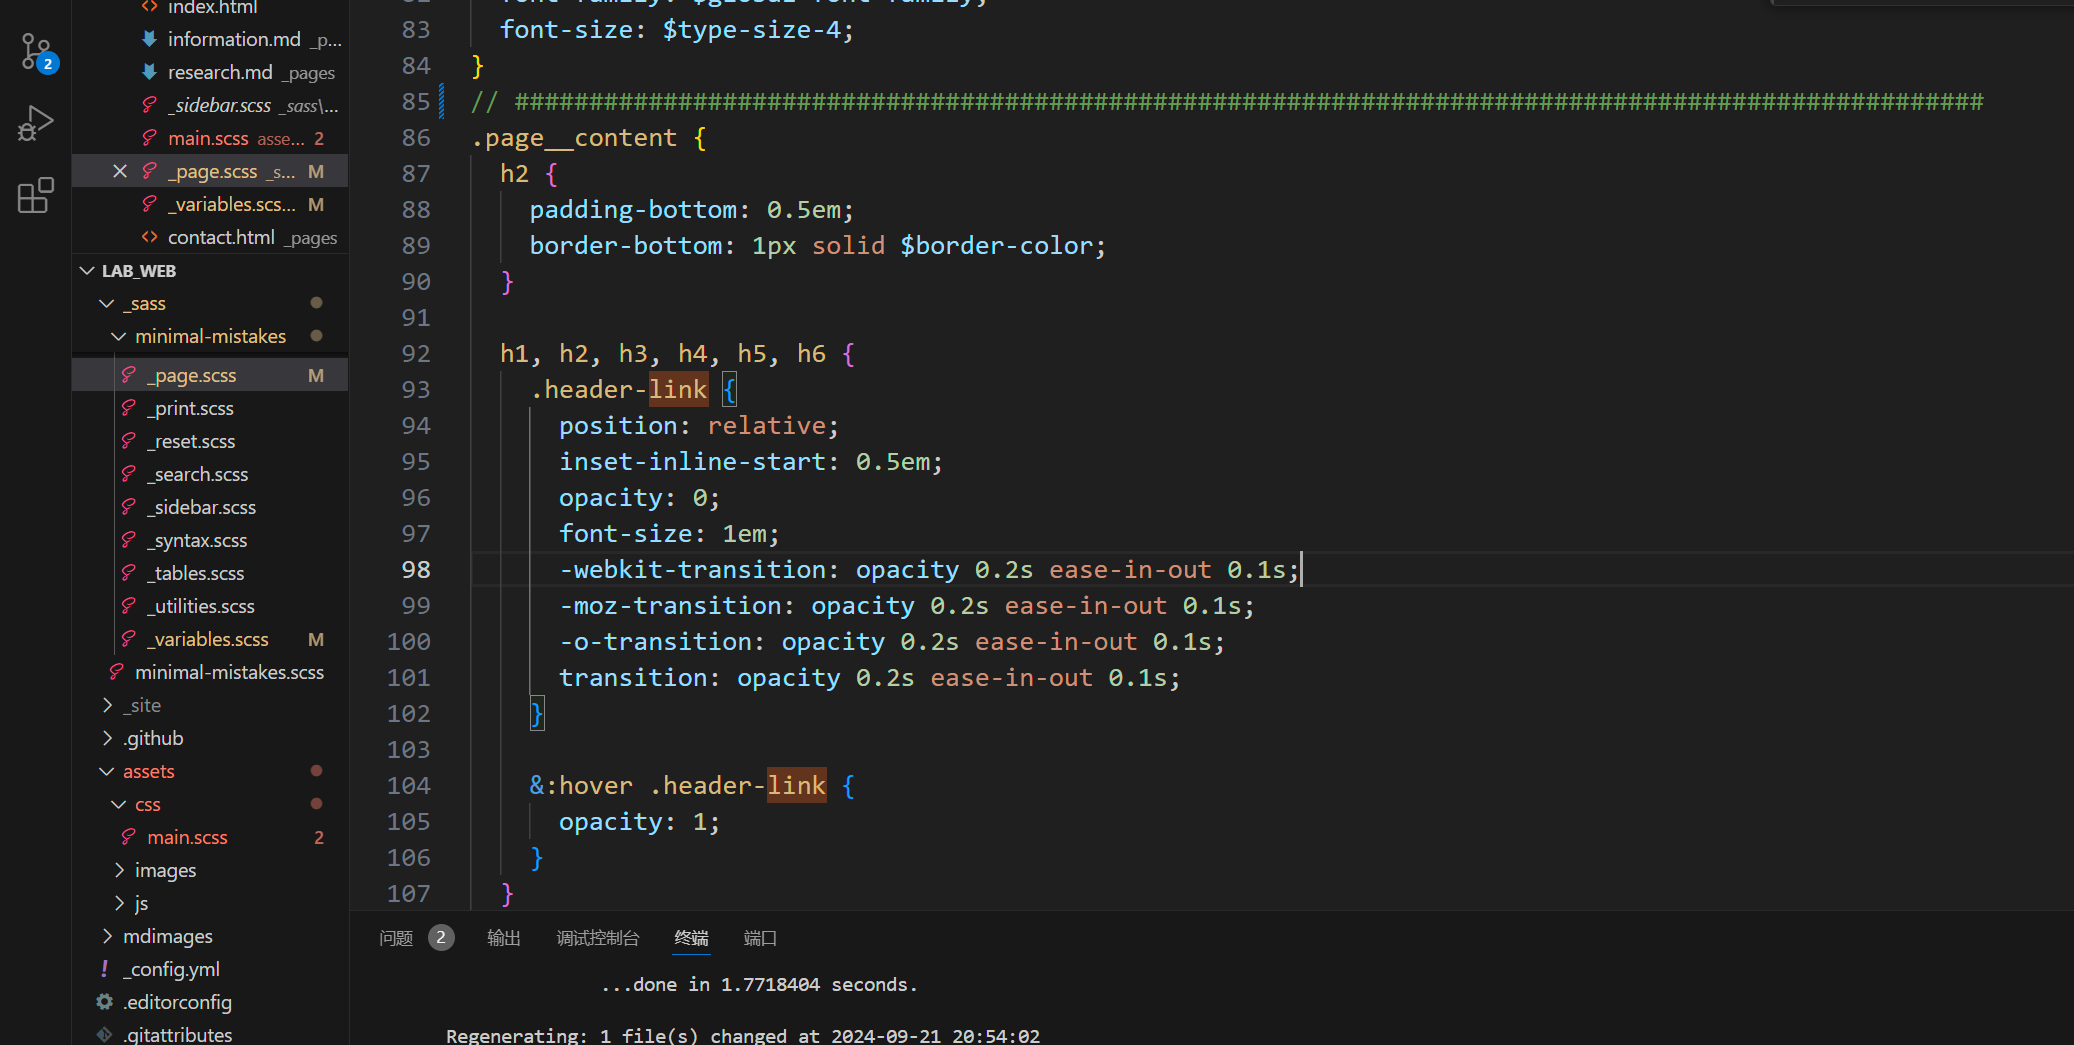 2
index.html
information.md _p...
research.md _pages
_sidebar.scss _sass\...
main.scss asse... 2
_page.scss _s... M
_variables.scs... M
contact.html _pages
LAB_WEB
_sass
minimal-mistakes
_page.scss M
_print.scss
_reset.scss
_search.scss
_sidebar.scss
_syntax.scss
_tables.scss
_utilities.scss
_variables.scss M
minimal-mistakes.scss
_site
.github
assets
css
main.scss 2
images
js
mdimages
! _config.yml
.editorconfig
.gitattributes
82 font-family: $global-font-family;
83 font-size: $type-size-4;
84 }
85 // ###################################################################################################
86 .page__content {
87 h2 {
88 padding-bottom: 0.5em;
89 border-bottom: 1px solid $border-color;
90 }
91
92 h1, h2, h3, h4, h5, h6 {
93 .header-link {
94 position: relative;
95 inset-inline-start: 0.5em;
96 opacity: 0;
97 font-size: 1em;
98 -webkit-transition: opacity 0.2s ease-in-out 0.1s;
99 -moz-transition: opacity 0.2s ease-in-out 0.1s;
100 -o-transition: opacity 0.2s ease-in-out 0.1s;
101 transition: opacity 0.2s ease-in-out 0.1s;
102 }
103
104 &:hover .header-link {
105 opacity: 1;
106 }
107 }
问题 2 输出 调试控制台 终端 端口
...done in 1.7718404 seconds.
Regenerating: 1 file(s) changed at 2024-09-21 20:54:02